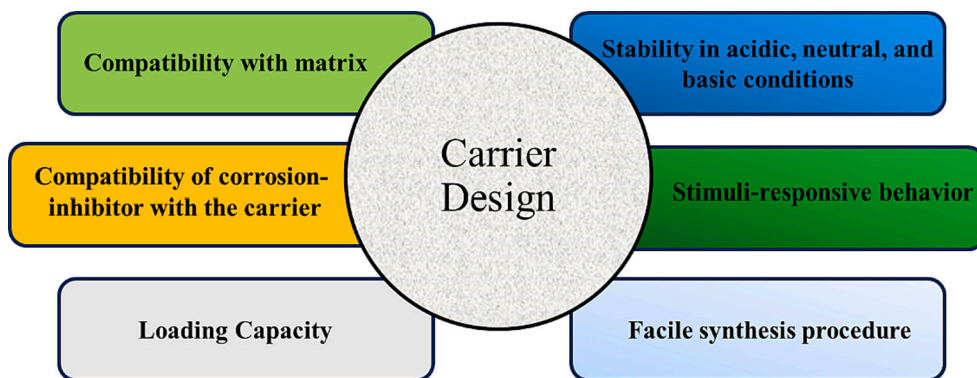 Compatibility with matrix
Stability in acidic, neutral, and
basic conditions
Carrier
Design
Compatibility of corrosion-
inhibitor with the carrier
Stimuli-responsive behavior
Loading Capacity
Facile synthesis procedure